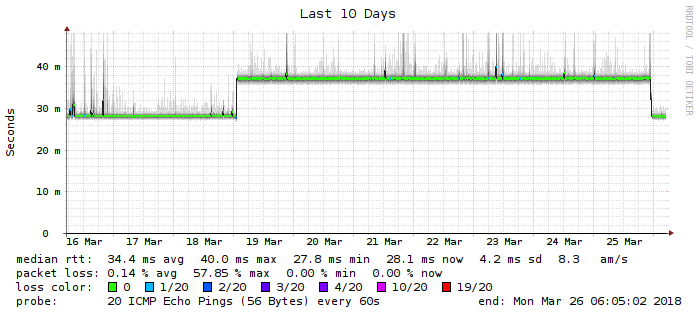 Last 10 Days
RRDTOOL / TOBI OETIKER
Seconds
40 m
30 m
20 m
10 m
0
16 Mar 17 Mar 18 Mar 19 Mar 20 Mar 21 Mar 22 Mar 23 Mar 24 Mar 25 Mar
median rtt: 34.4 ms avg 40.0 ms max 27.8 ms min 28.1 ms now 4.2 ms sd 8.3 am/s
packet loss: 0.14 % avg 57.85 % max 0.00 % min 0.00 % now
loss color: 0 1/20 2/20 3/20 4/20 10/20 19/20
probe: 20 ICMP Echo Pings (56 Bytes) every 60s end: Mon Mar 26 06:05:02 2018